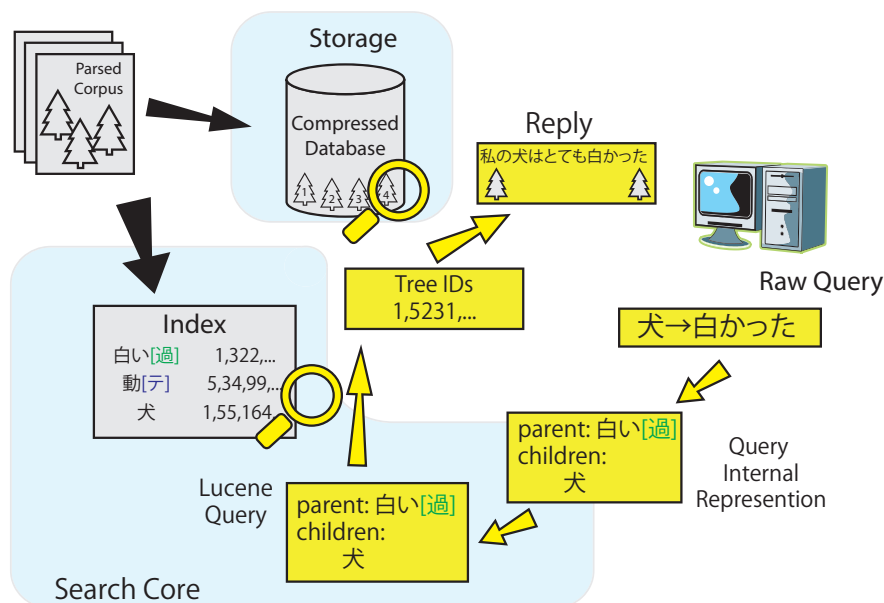 Storage
Parsed
Corpus
Compressed
Database
1
2
3
4
Reply
私の犬はとても白かった
Raw Query
犬→白かった
Tree IDs
1,5231,...
Index
白い[過] 1,322,...
動[テ] 5,34,99,...
犬 1,55,164..
parent: 白い[過]
children:
犬
Query
Internal
Represention
Lucene
Query
parent: 白い[過]
children:
犬
Search Core